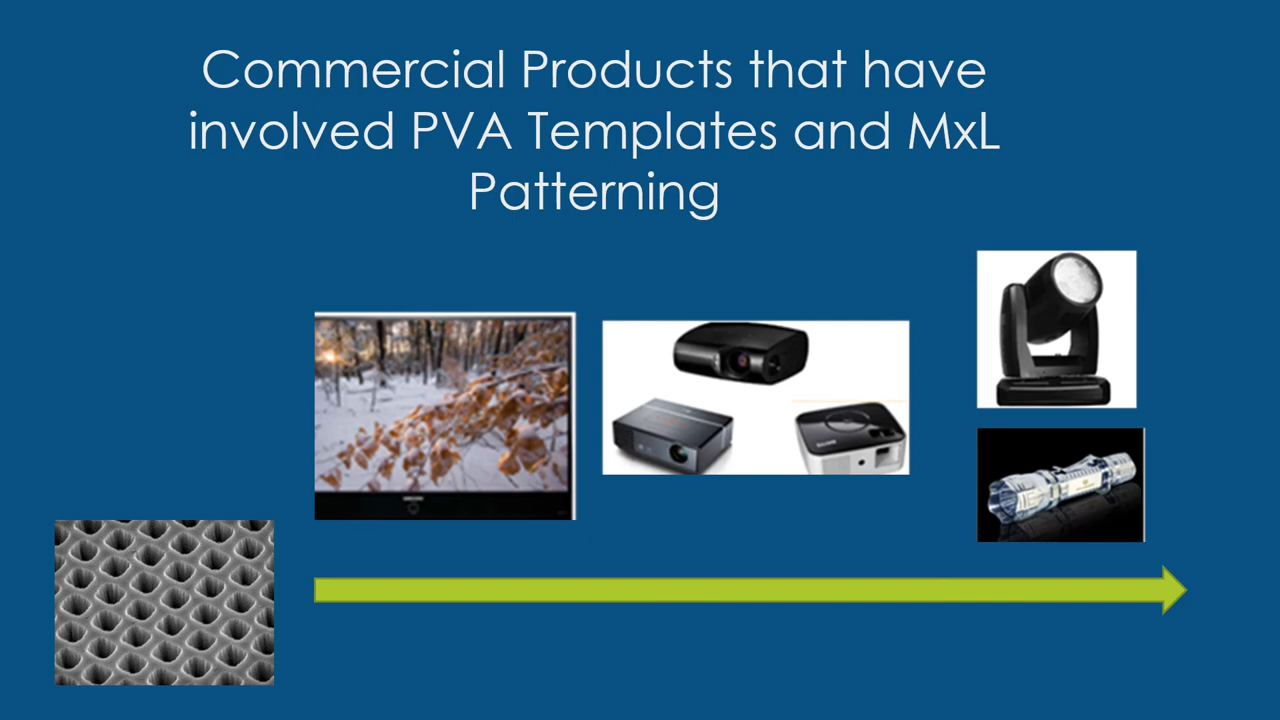 Commercial Products that have
involved PVA Templates and MxL
Patterning